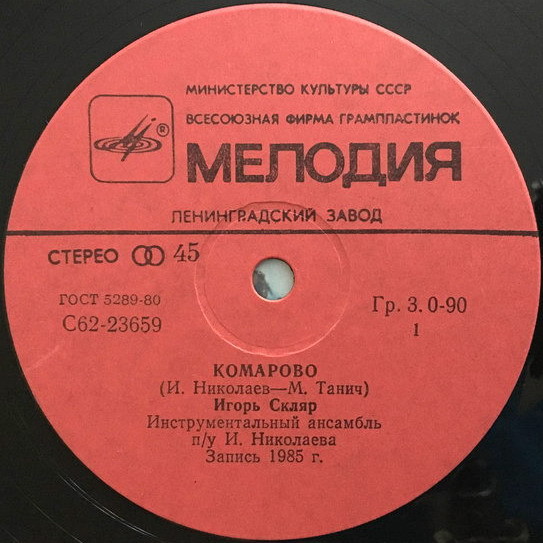 МИНИСТЕРСТВО КУЛЬТУРЫ СССР
ВСЕСОЮЗНАЯ ФИРМА ГРАМПЛАСТИНОК
®
МЕЛОДИЯ
ЛЕНИНГРАДСКИЙ ЗАВОД
СТЕРЕО 45
ГОСТ 5289-80
С62-23659
Гр. 3. 0-90
1
КОМАРОВО
(И. Николаев—М. Танич)
Игорь Скляр
Инструментальный ансамбль
п/у И. Николаева
Запись 1985 г.